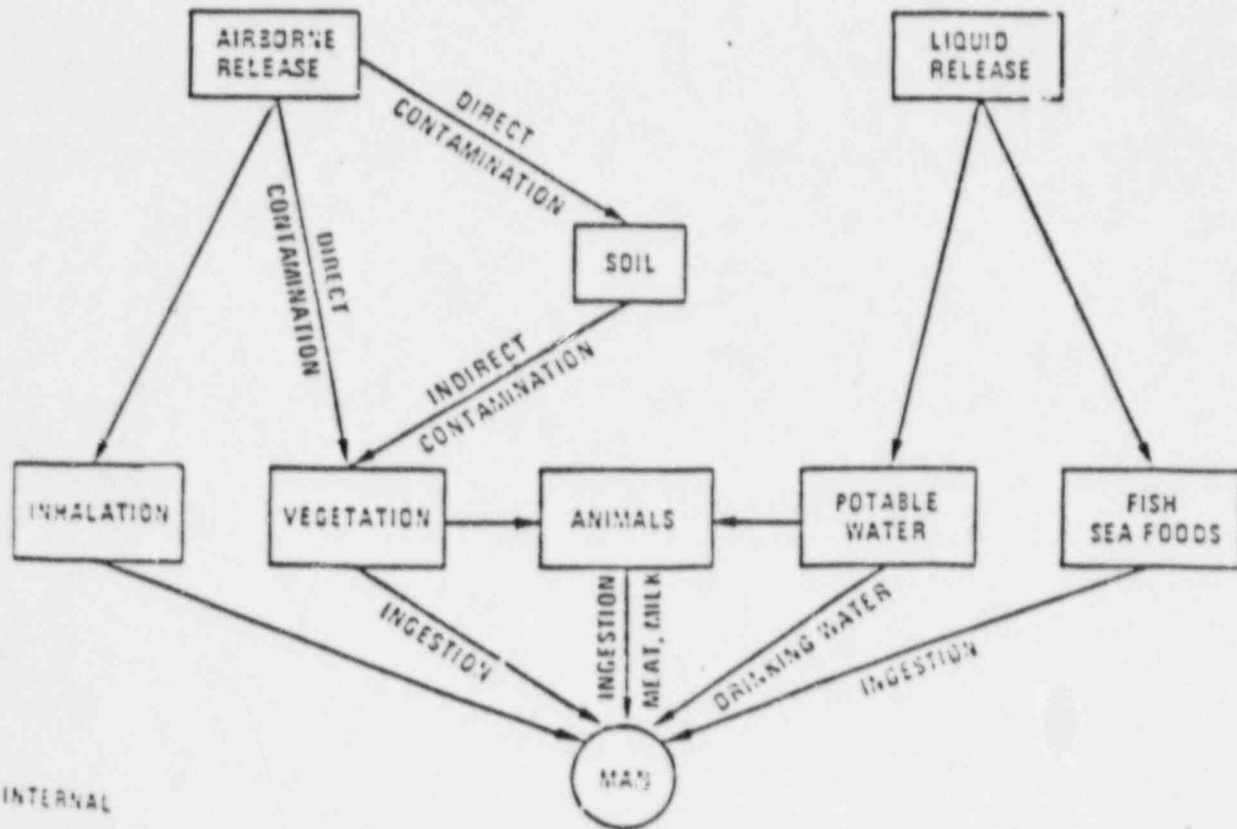 AIRBORNE
RELEASE
LIQUID
RELEASE
DIRECT
CONTAMINATION
DIRECT
CONTAMINATION
SOIL
INDIRECT
CONTAMINATION
INHALATION
VEGETATION
ANIMALS
POTABLE
WATER
FISH
SEA FOODS
INGESTION
INGESTION
MEAT, MILK
DRINKING WATER
INGESTION
MAN
INTERNAL